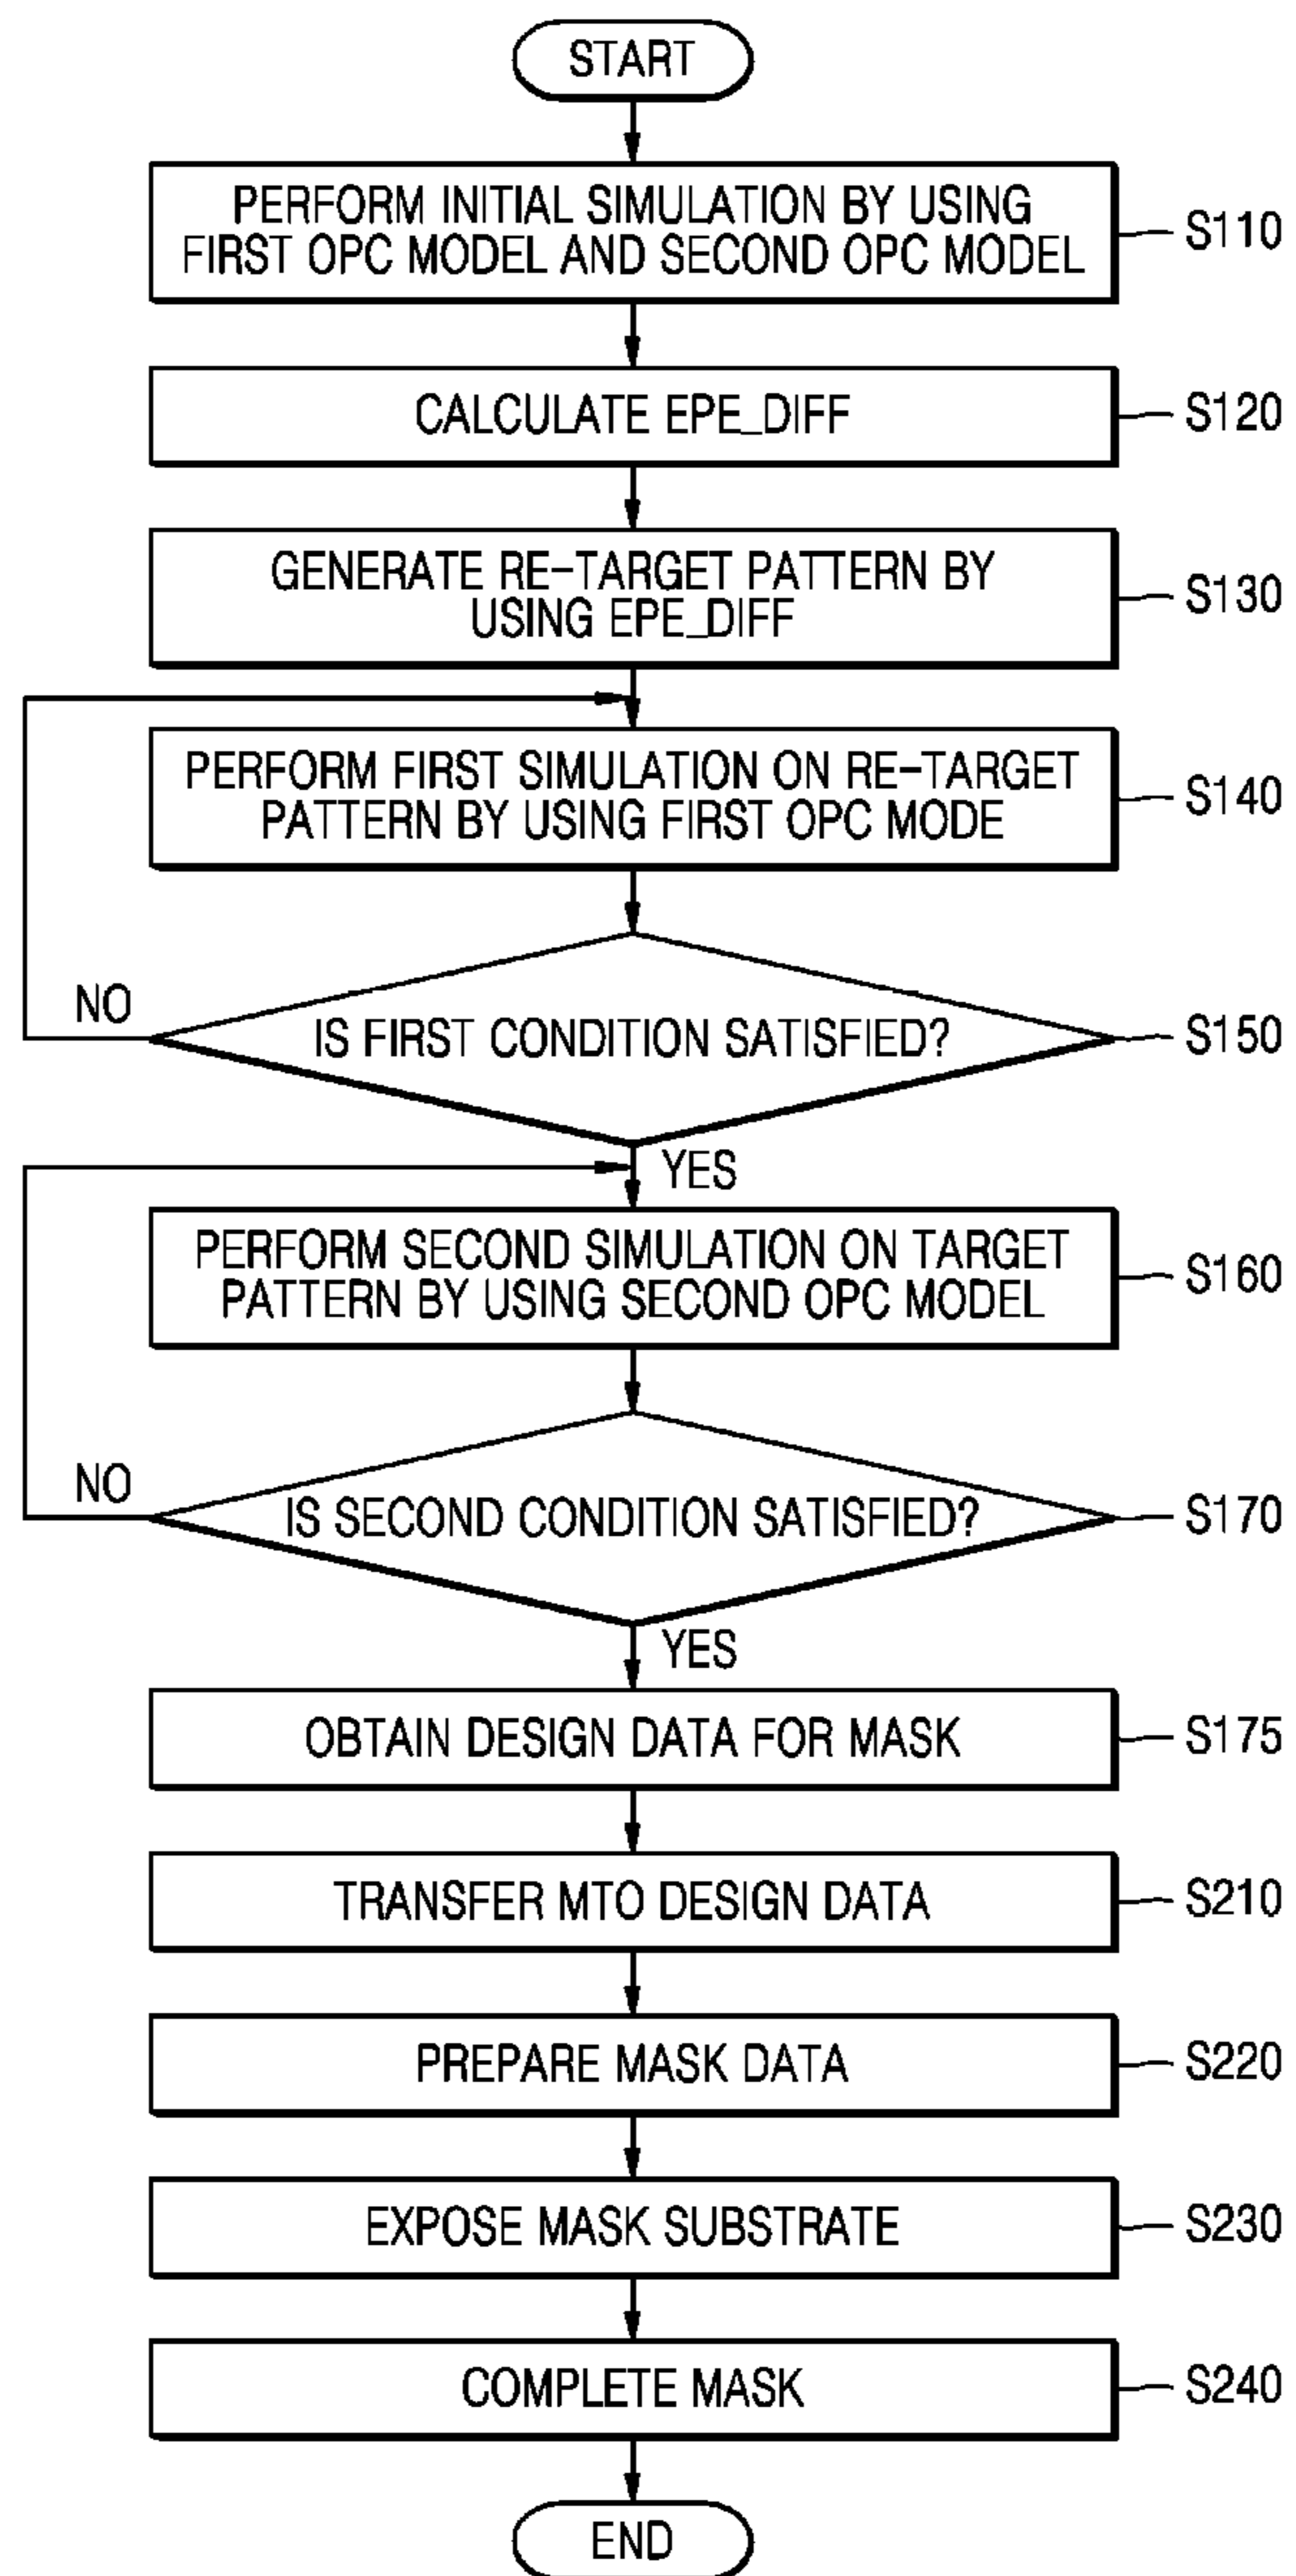 START
PERFORM INITIAL SIMULATION BY USING
FIRST OPC MODEL AND SECOND OPC MODEL
S110
CALCULATE EPE_DIFF
S120
GENERATE RE-TARGET PATTERN BY
USING EPE_DIFF
S130
PERFORM FIRST SIMULATION ON RE-TARGET
PATTERN BY USING FIRST OPC MODE
S140
NO
IS FIRST CONDITION SATISFIED?
S150
YES
PERFORM SECOND SIMULATION ON TARGET
PATTERN BY USING SECOND OPC MODEL
S160
NO
IS SECOND CONDITION SATISFIED?
S170
YES
OBTAIN DESIGN DATA FOR MASK
S175
TRANSFER MTO DESIGN DATA
S210
PREPARE MASK DATA
S220
EXPOSE MASK SUBSTRATE
S230
COMPLETE MASK
S240
END